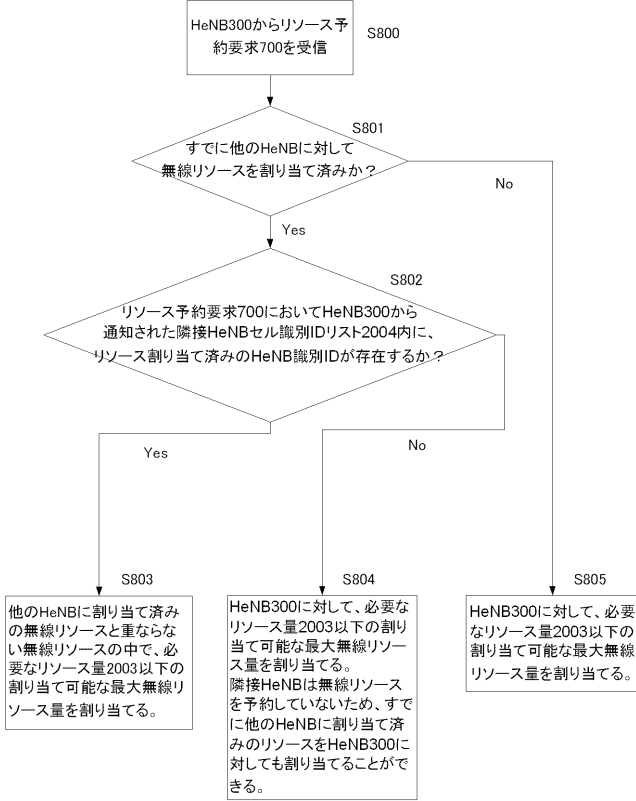 HeNB300からリソース予
約要求700を受信
S800
S801
すでに他のHeNBに対して
無線リソースを割り当て済みか？
No
Yes
S802
リソース予約要求700においてHeNB300から
通知された隣接HeNBセル識別IDリスト2004内に、
リソース割り当て済みのHeNB識別IDが存在するか？
Yes
No
S803
他のHeNBに割り当て済み
の無線リソースと重ならな
い無線リソースの中で、必
要なリソース量2003以下の
割り当て可能な最大無線リ
ソース量を割り当てる。
S804
HeNB300に対して、必要な
リソース量2003以下の割り
当て可能な最大無線リソー
ス量を割り当てる。
隣接HeNBは無線リソース
を予約していないため、すで
に他のHeNBに割り当て済
みのリソースをHeNB300に
対しても割り当てることがで
きる。
S805
HeNB300に対して、必要
なリソース量2003以下の
割り当て可能な最大無線
リソース量を割り当てる。